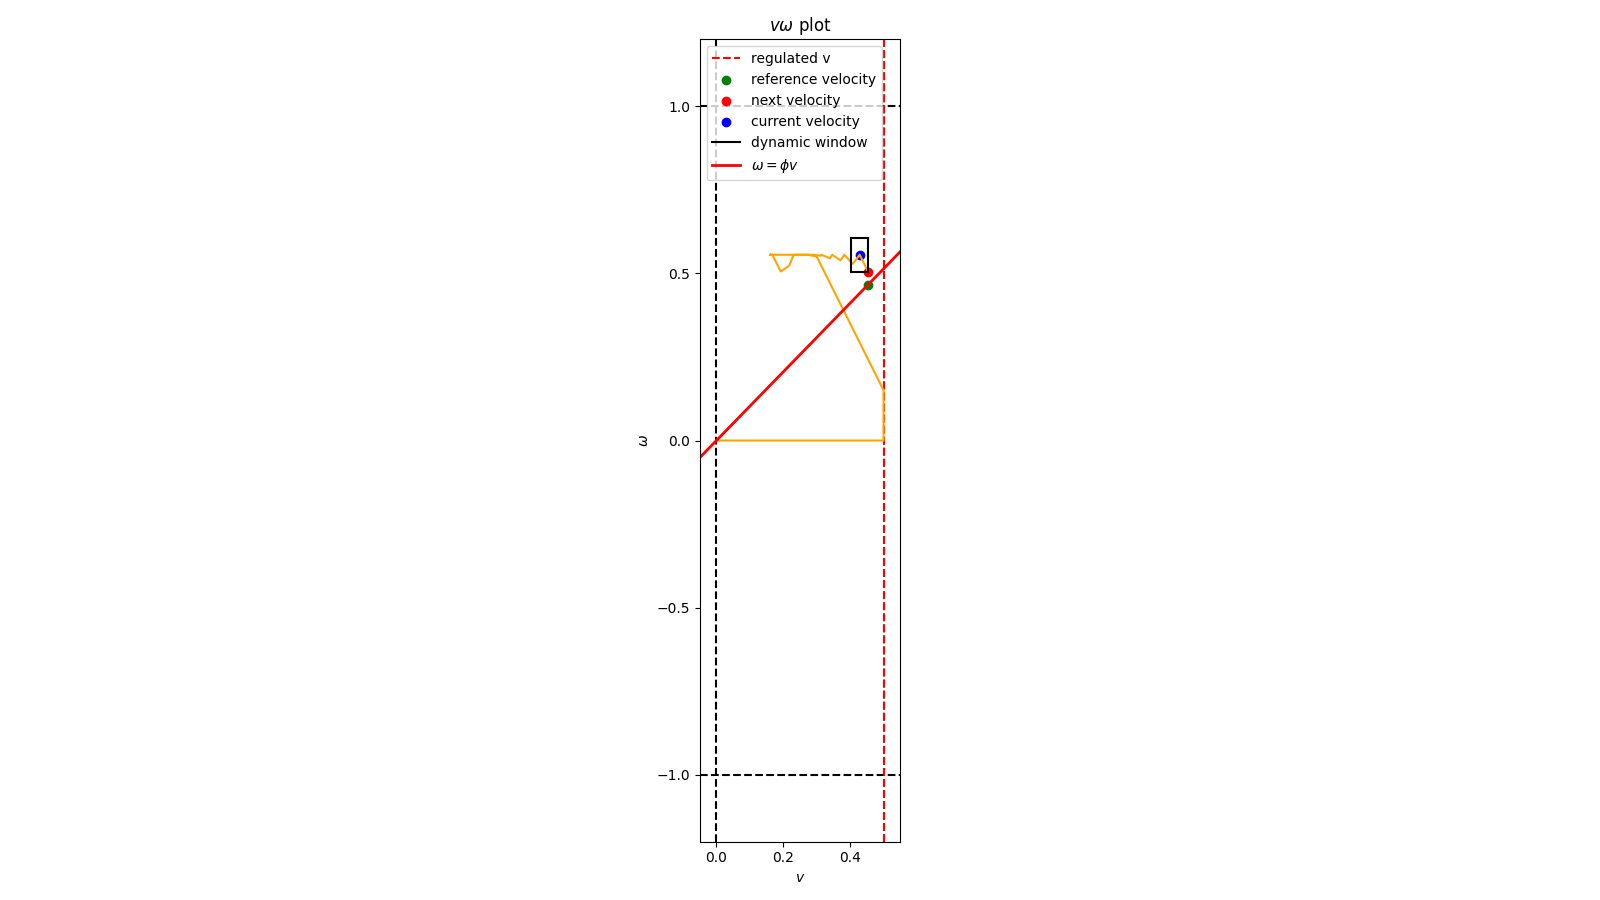 vω plot
regulated v
reference velocity
next velocity
current velocity
dynamic window
ω = ϕv
1.0
0.5
0.0
−0.5
−1.0
ω
0.0 0.2 0.4
v